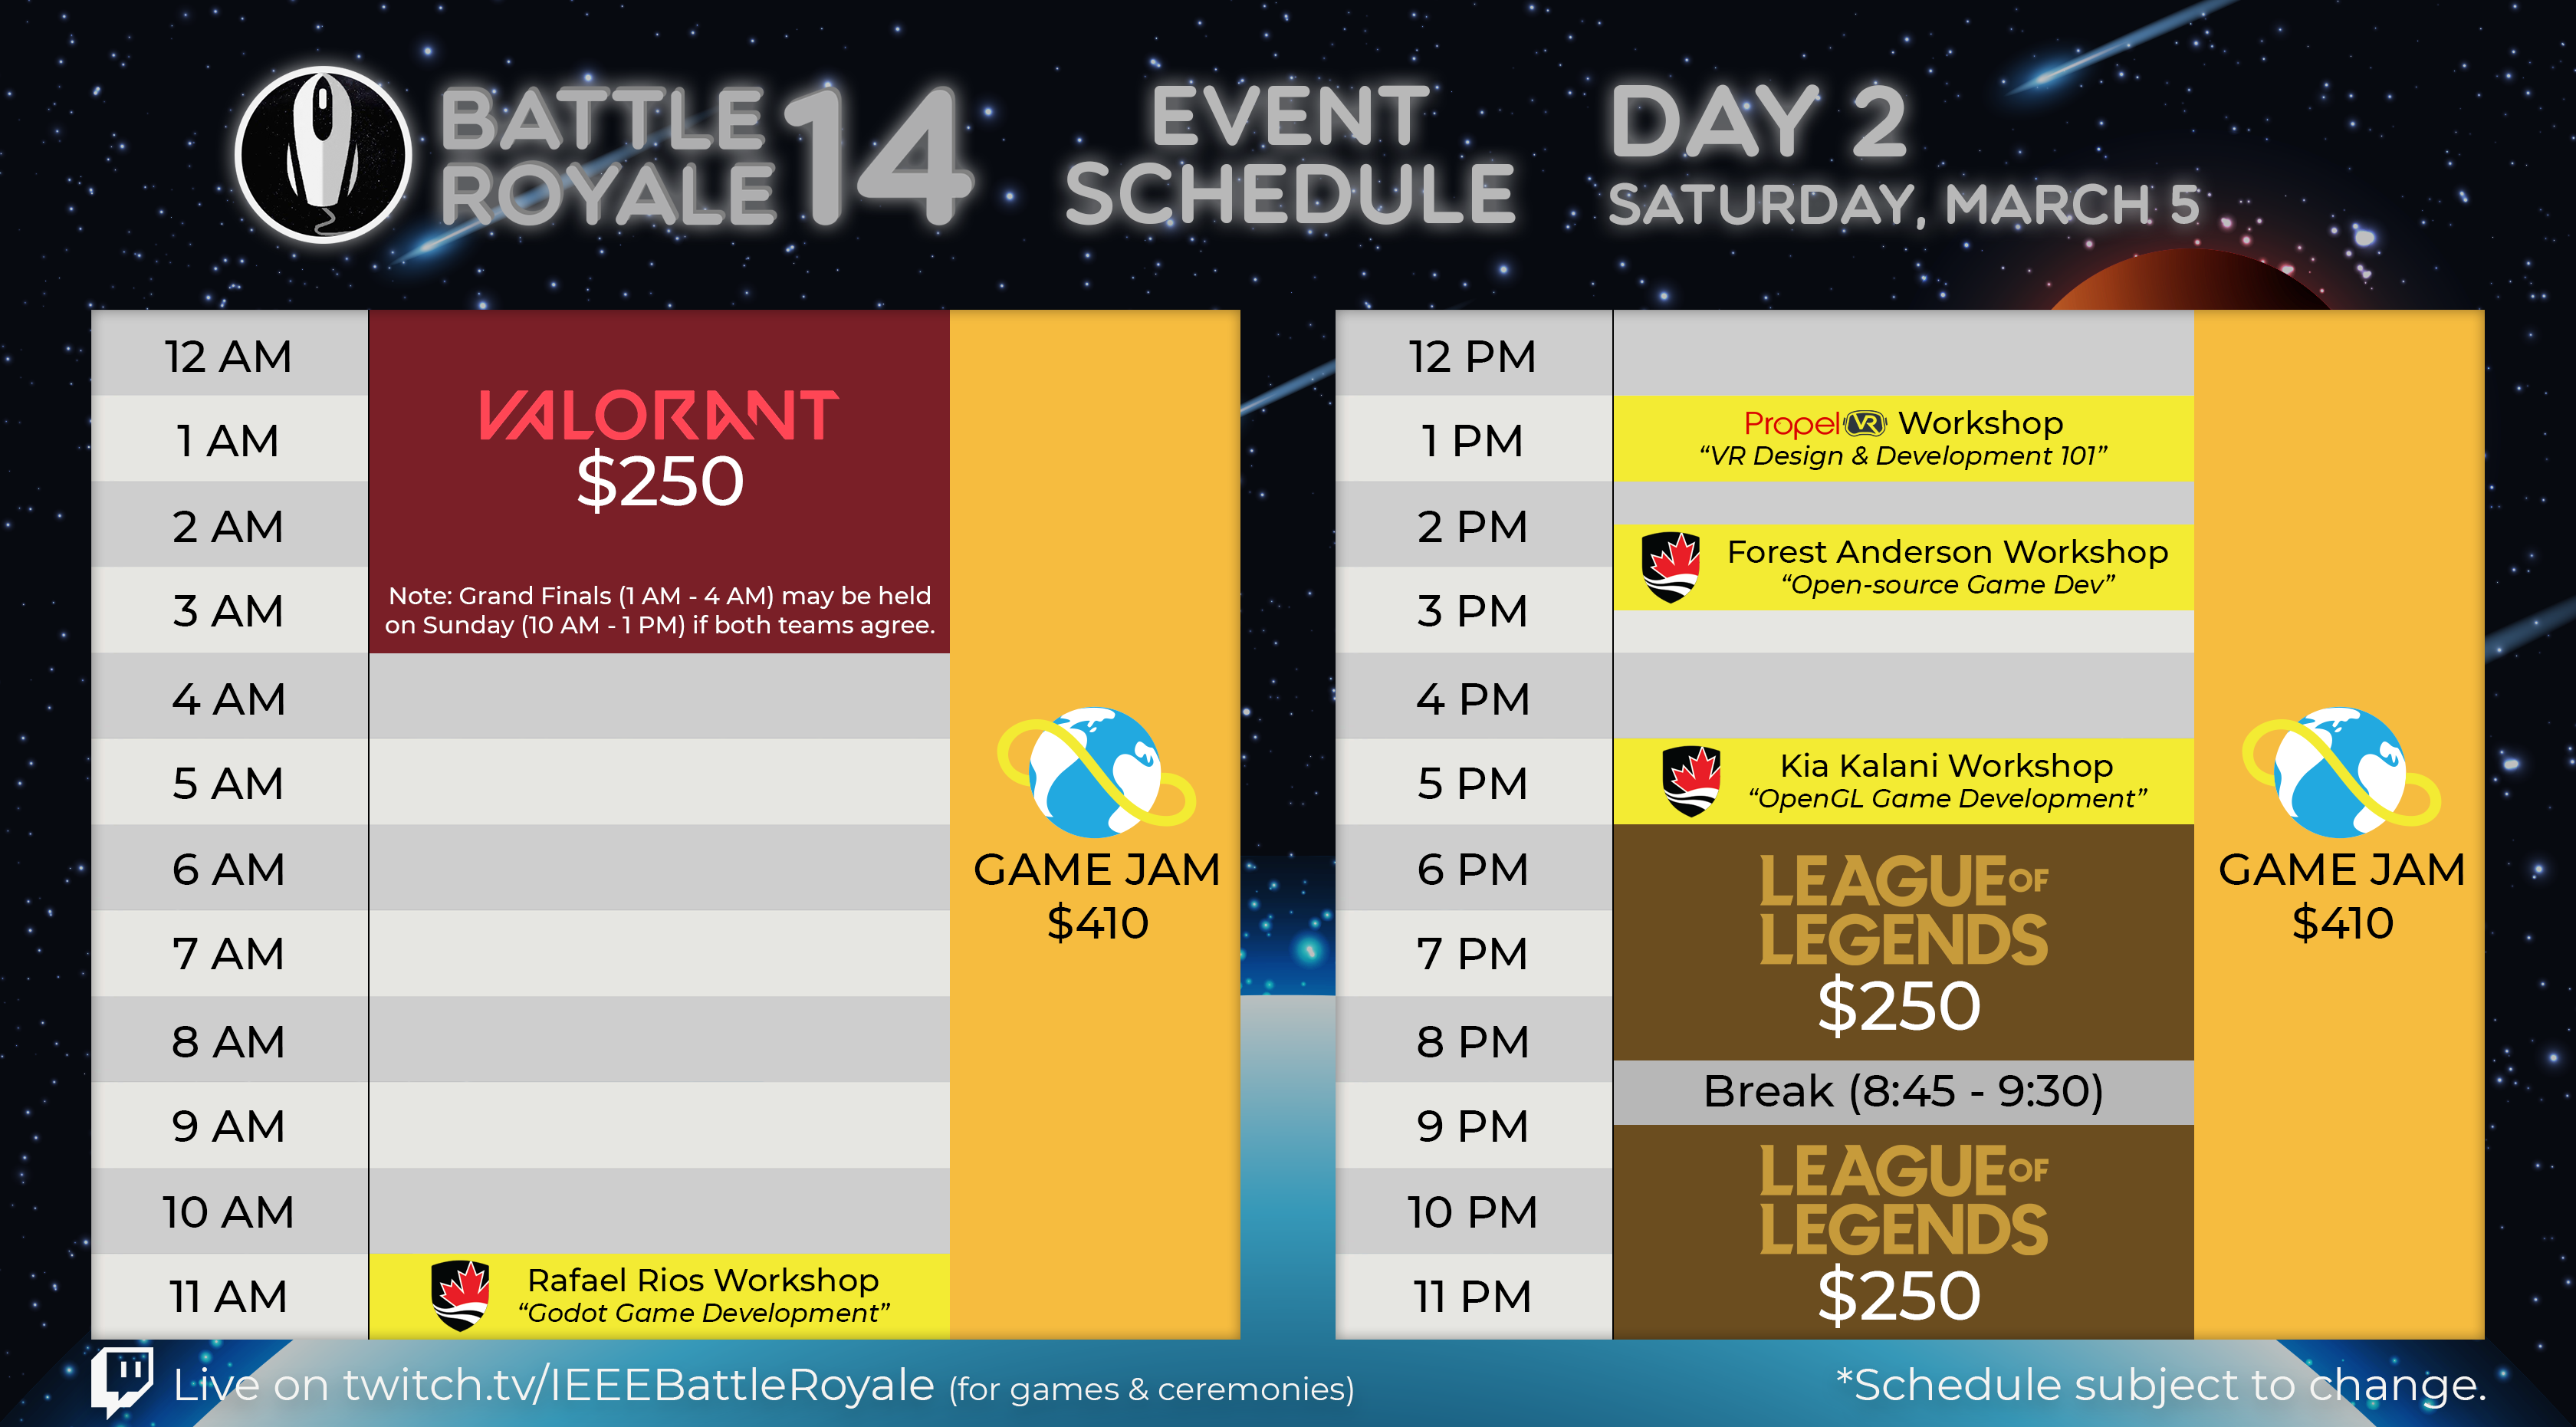 BATTLE
ROYALE 14
EVENT
SCHEDULE
DAY 2
SATURDAY, MARCH 5
12 AM
1 AM
2 AM
3 AM
4 AM
5 AM
6 AM
7 AM
8 AM
9 AM
10 AM
11 AM
VALORANT
$250
Note: Grand Finals (1 AM - 4 AM) may be held
on Sunday (10 AM - 1 PM) if both teams agree.
Rafael Rios Workshop
“Godot Game Development”
GAME JAM
$410
12 PM
1 PM
2 PM
3 PM
4 PM
5 PM
6 PM
7 PM
8 PM
9 PM
10 PM
11 PM
Propel VR Workshop
“VR Design & Development 101”
Forest Anderson Workshop
“Open-source Game Dev”
Kia Kalani Workshop
“OpenGL Game Development”
LEAGUE OF
LEGENDS
$250
Break (8:45 - 9:30)
LEAGUE OF
LEGENDS
$250
GAME JAM
$410
Live on twitch.tv/IEEEBattleRoyale (for games & ceremonies)
*Schedule subject to change.